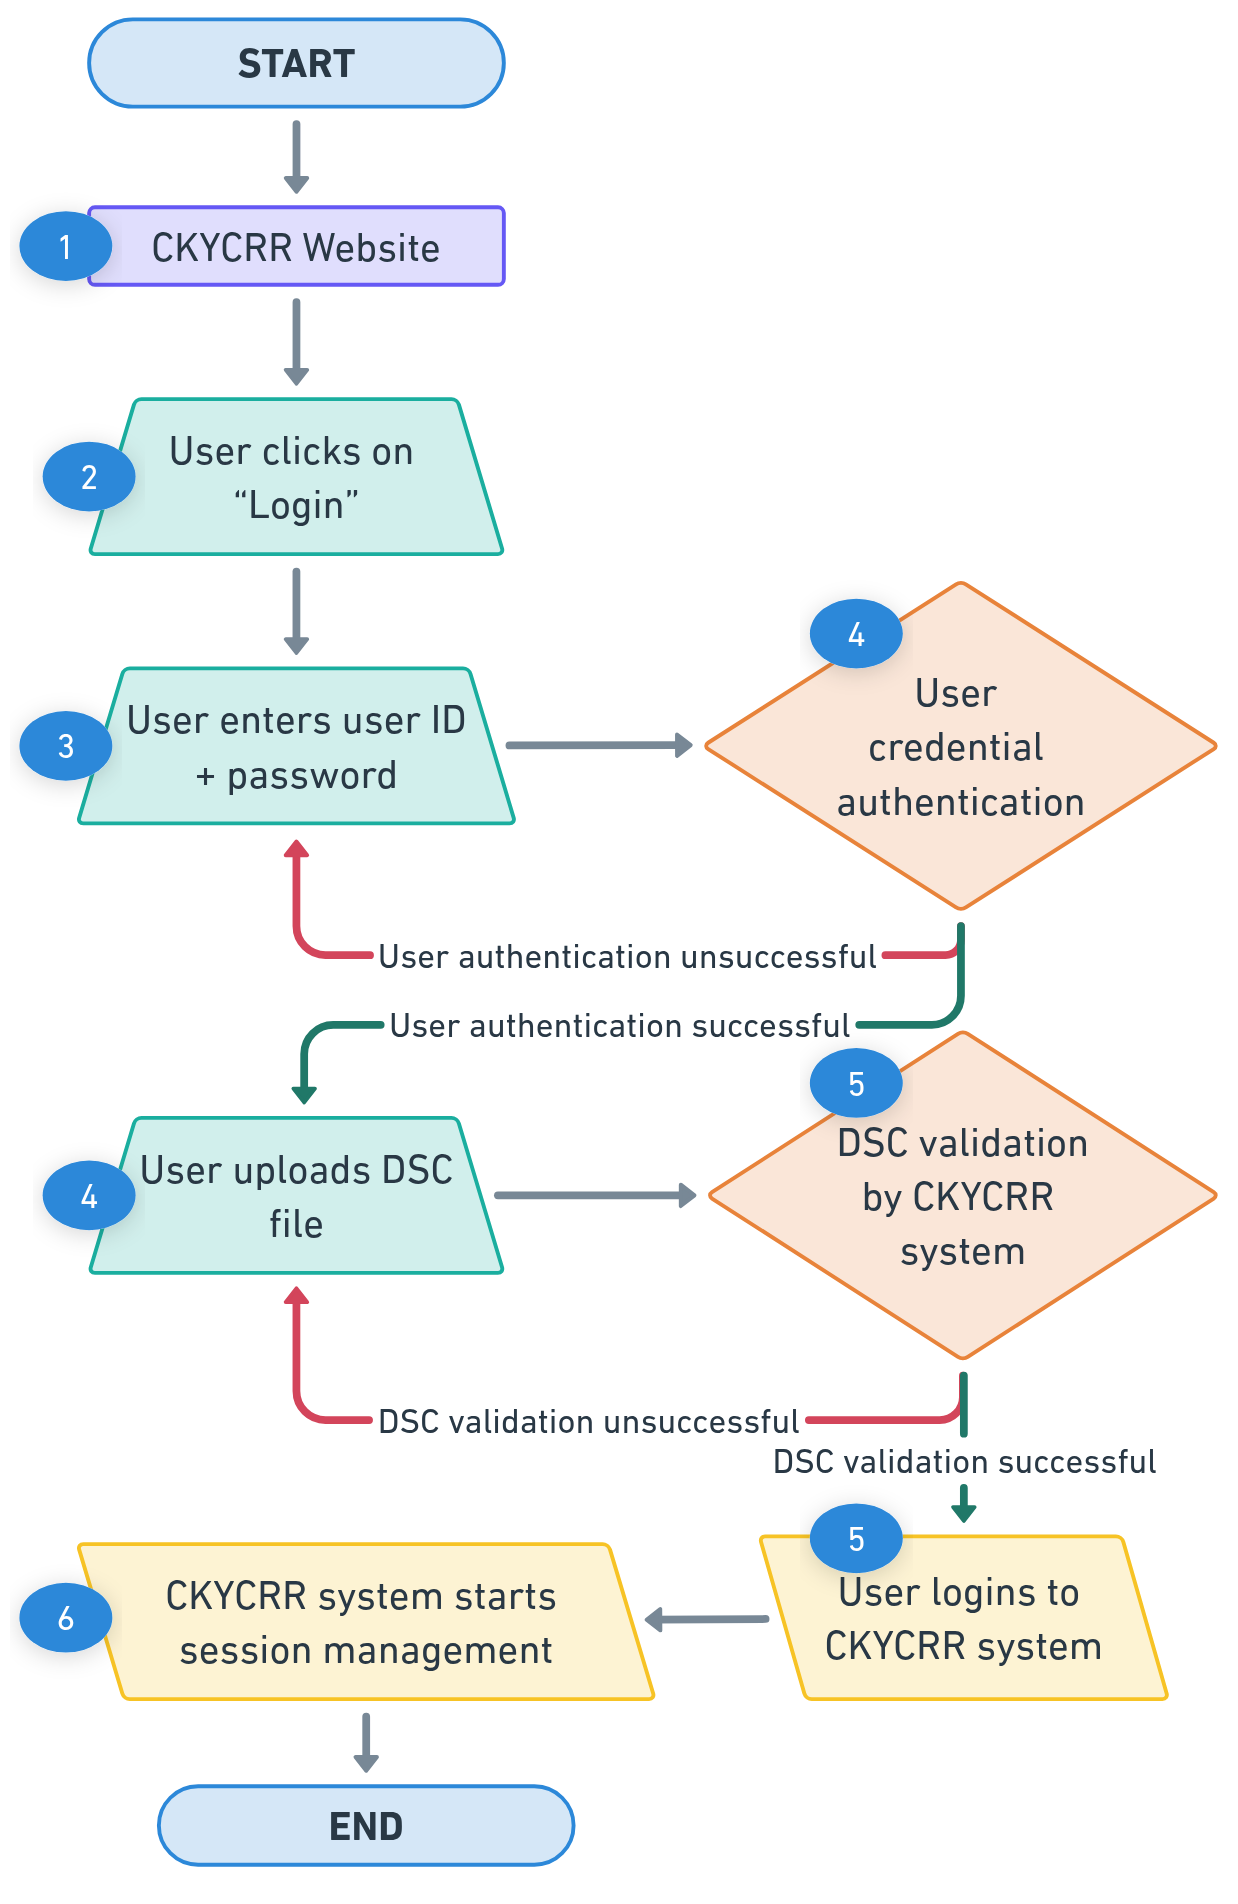 START
1
CKYCRR Website
2
User clicks on
“Login”
3
User enters user ID
+ password
4
User
credential
authentication
User authentication unsuccessful
User authentication successful
4
User uploads DSC
file
5
DSC validation
by CKYCRR
system
DSC validation unsuccessful
DSC validation successful
5
User logins to
CKYCRR system
6
CKYCRR system starts
session management
END